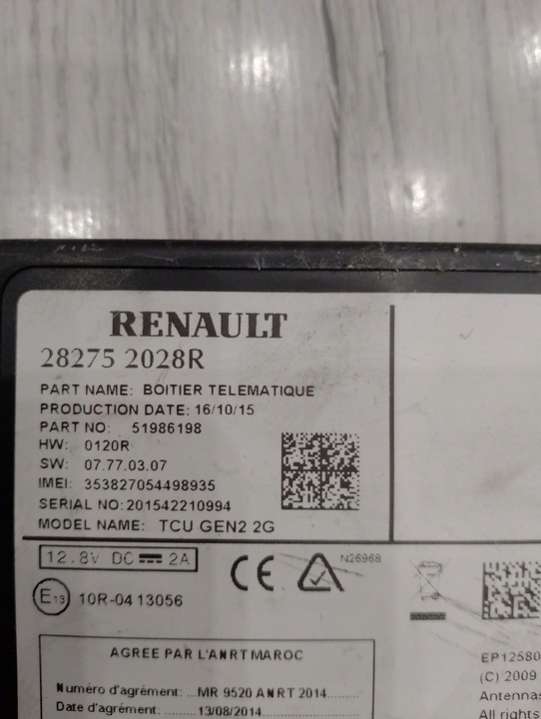 RENAULT
28275 2028R
PART NAME: BOITIER TELEMATIQUE
PRODUCTION DATE: 16/10/15
PART NO: 51986198
HW: 0120R
SW: 07.77.03.07
IMEI: 353827054498935
SERIAL NO: 201542210994
MODEL NAME: TCU GEN2 2G
12.8V DC 2A
CE
N26968
E13 10R-04 13056
AGREE PAR L'ANRT MAROC
Numéro d'agrément: MR 9520 ANRT 2014
Date d'agrément: 13/08/2014
EP12580
(C) 2009
Antennas
All rights